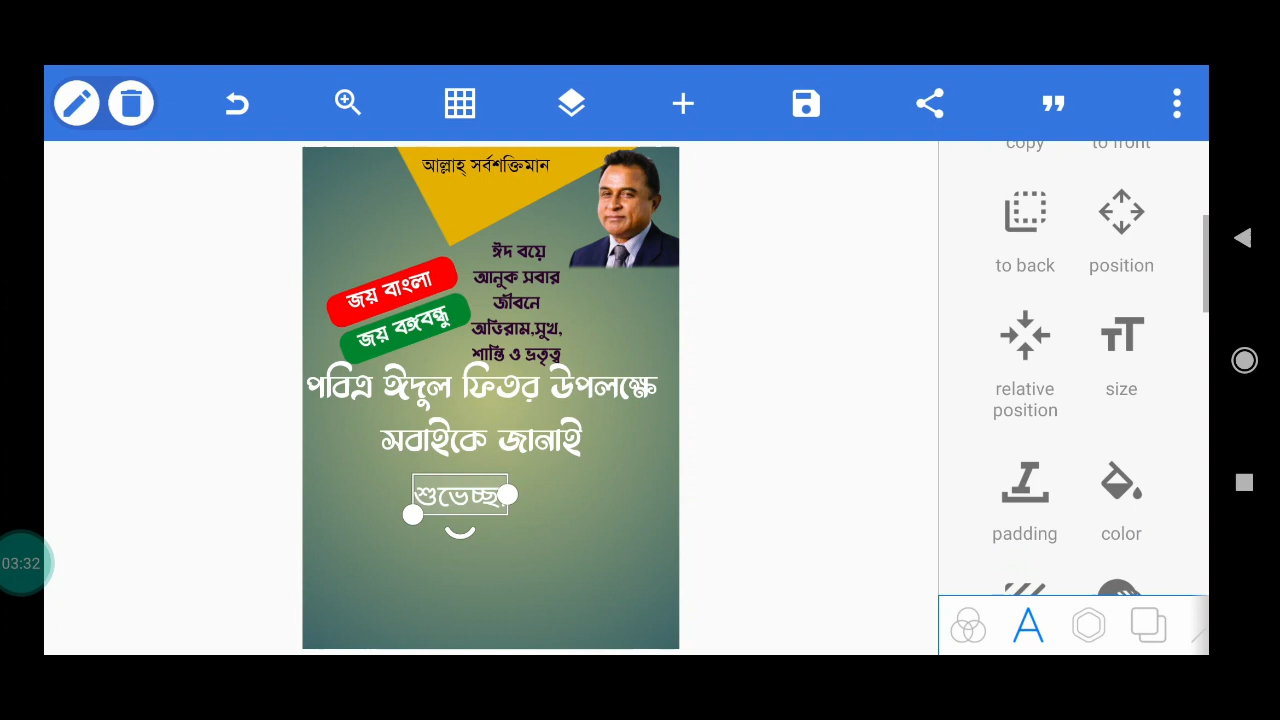 আল্লাহ্ সর্বশক্তিমান
ঈদ বয়ে
আনুক সবার
জীবনে
অভিরাম,সুখ,
শান্তি ও ভ্রতৃত্ব
জয় বাংলা
জয় বঙ্গবন্ধু
পবিত্র ঈদুল ফিতর উপলক্ষে
সবাইকে জানাই
শুভেচ্ছা
03:32
copy
to front
to back
position
relative
position
size
padding
color